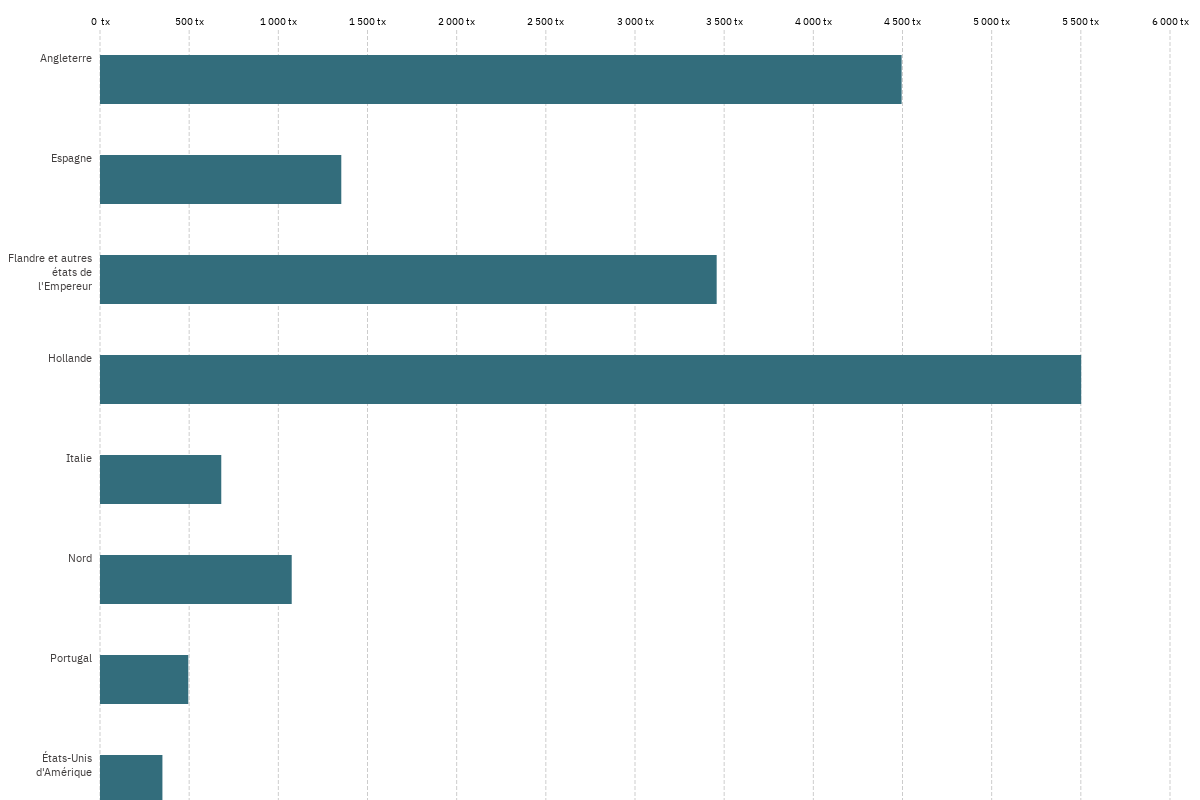 0 tx 500 tx 1 000 tx 1 500 tx 2 000 tx 2 500 tx 3 000 tx 3 500 tx 4 000 tx 4 500 tx 5 000 tx 5 500 tx 6 000 tx
Angleterre
Espagne
Flandre et autres
états de
l'Empereur
Hollande
Italie
Nord
Portugal
États-Unis
d'Amérique